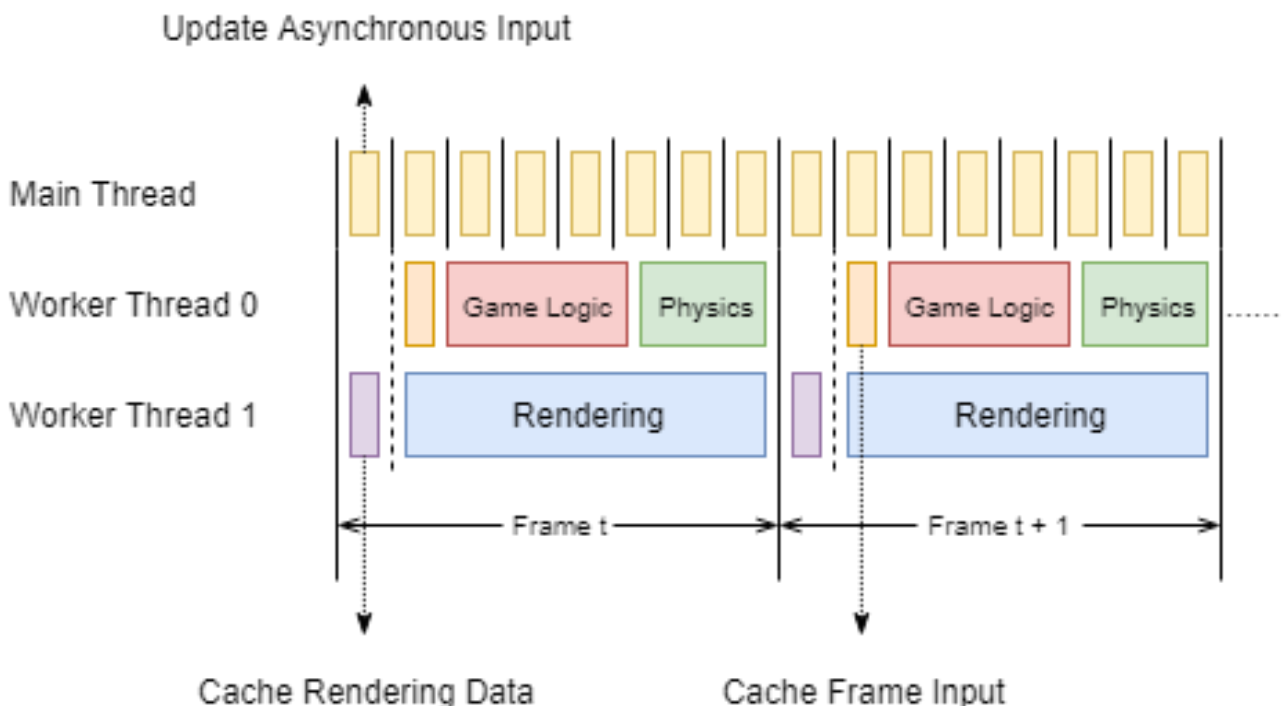 Update Asynchronous Input
Main Thread
Worker Thread 0
Game Logic
Physics
Game Logic
Physics
Worker Thread 1
Rendering
Rendering
Frame t
Frame t + 1
Cache Rendering Data
Cache Frame Input